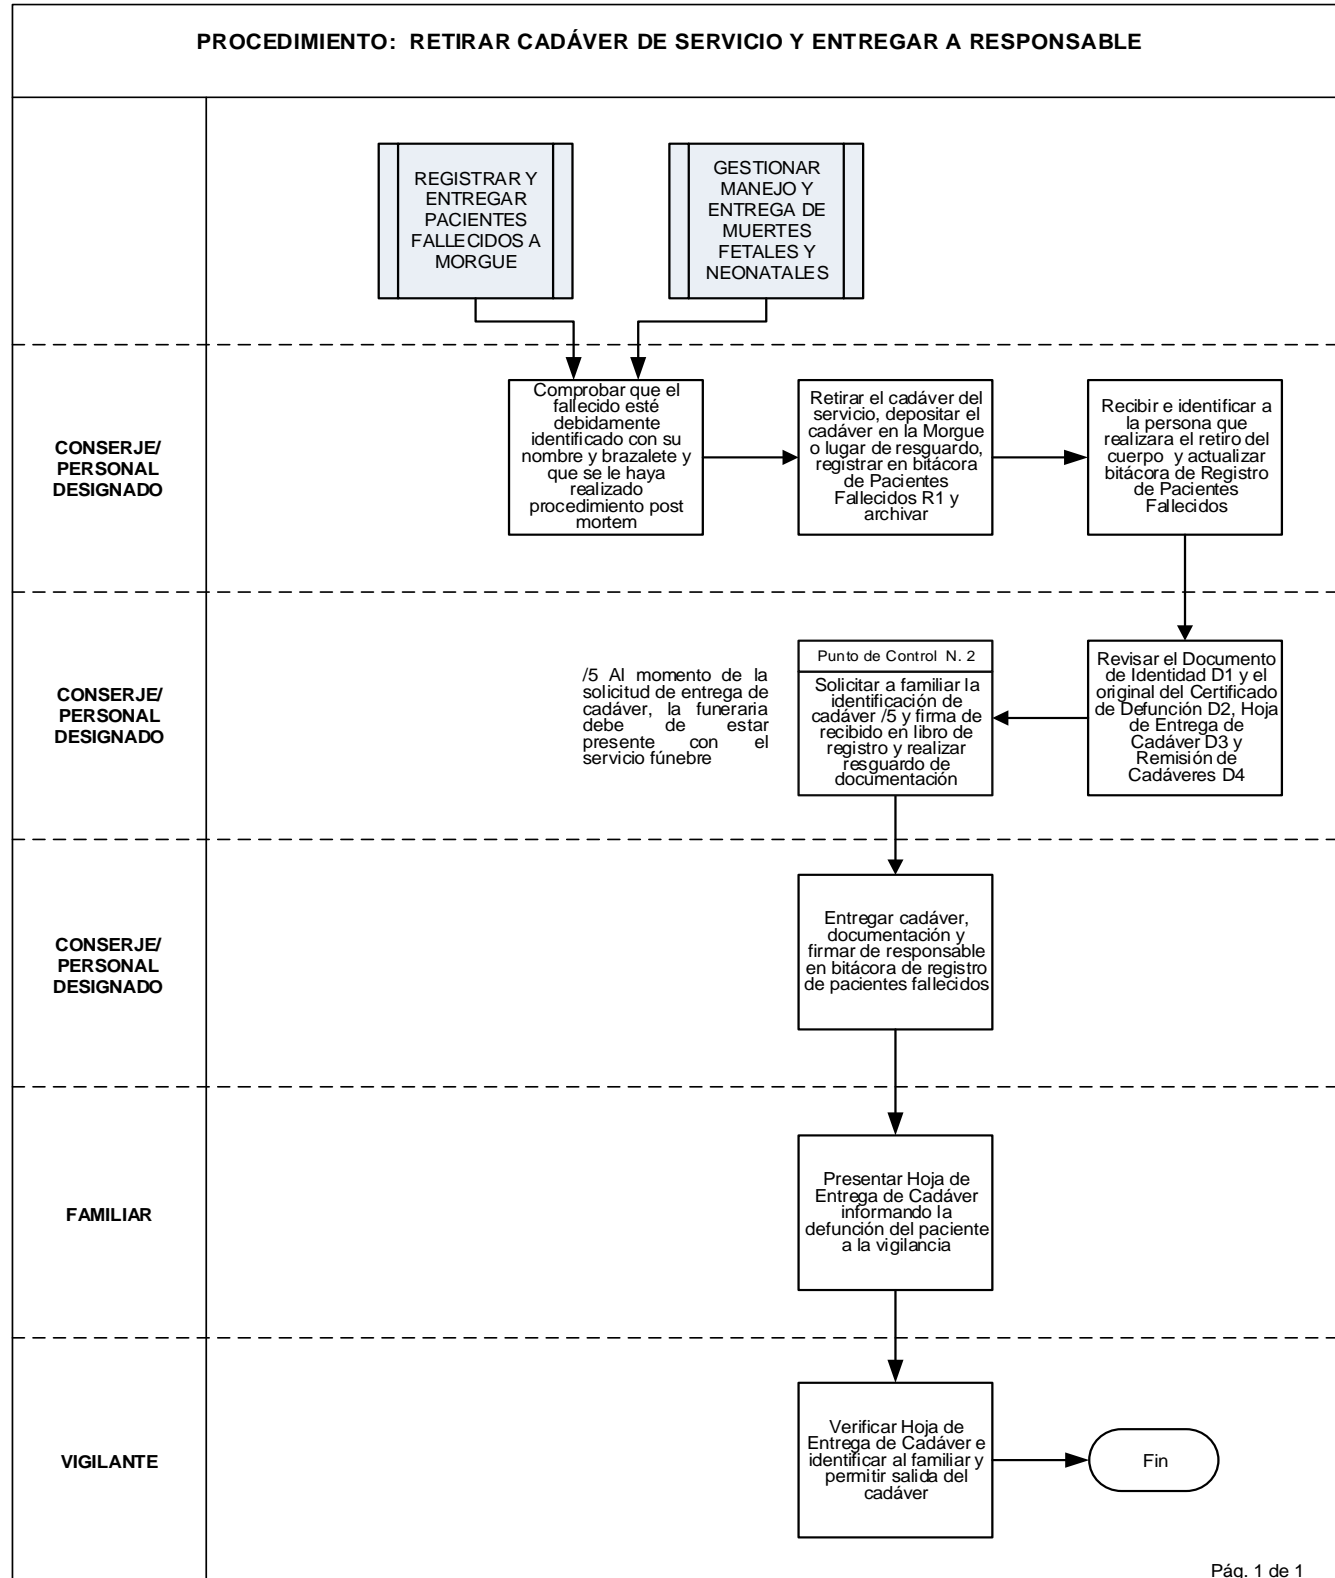 PROCEDIMIENTO: RETIRAR CADÁVER DE SERVICIO Y ENTREGAR A RESPONSABLE
REGISTRAR Y
ENTREGAR
PACIENTES
FALLECIDOS A
MORGUE
GESTIONAR
MANEJO Y
ENTREGA DE
MUERTES
FETALES Y
NEONATALES
CONSERJE/
PERSONAL
DESIGNADO
Comprobar que el
fallecido esté
debidamente
identificado con su
nombre y brazalete y
que se le haya
realizado
procedimiento post
mortem
Retirar el cadáver del
servicio, depositar el
cadáver en la Morgue
o lugar de resguardo,
registrar en bitácora
de Pacientes
Fallecidos R1 y
archivar
Recibir e identificar a
la persona que
realizara el retiro del
cuerpo y actualizar
bitácora de Registro
de Pacientes
Fallecidos
CONSERJE/
PERSONAL
DESIGNADO
/5 Al momento de la
solicitud de entrega de
cadáver, la funeraria
debe de estar
presente con el
servicio fúnebre
Punto de Control N. 2
Solicitar a familiar la
identificación de
cadáver /5 y firma de
recibido en libro de
registro y realizar
resguardo de
documentación
Revisar el Documento
de Identidad D1 y el
original del Certificado
de Defunción D2, Hoja
de Entrega de
Cadáver D3 y
Remisión de
Cadáveres D4
CONSERJE/
PERSONAL
DESIGNADO
Entregar cadáver,
documentación y
firmar de responsable
en bitácora de registro
de pacientes fallecidos
FAMILIAR
Presentar Hoja de
Entrega de Cadáver
informando la
defunción del paciente
a la vigilancia
VIGILANTE
Verificar Hoja de
Entrega de Cadáver e
identificar al familiar y
permitir salida del
cadáver
Fin
Pág. 1 de 1